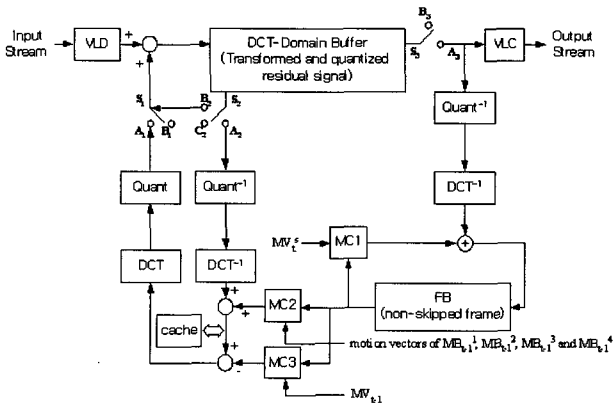 Input
Stream
VLD
+
+
DCT-Domain Buffer
(Transformed and quantized
residual signal)
B3
S3
A3
VLC
Output
Stream
S1
B2
S2
A1
B1
C2
A2
Quant⁻¹
Quant
Quant⁻¹
DCT⁻¹
DCT
DCT⁻¹
MVtˢ
MC1
+
+
+
MC2
FB
(non-skipped frame)
cache
motion vectors of MBt-1¹, MBt-1², MBt-1³ and MBt-1⁴
+
-
MC3
MVt-1